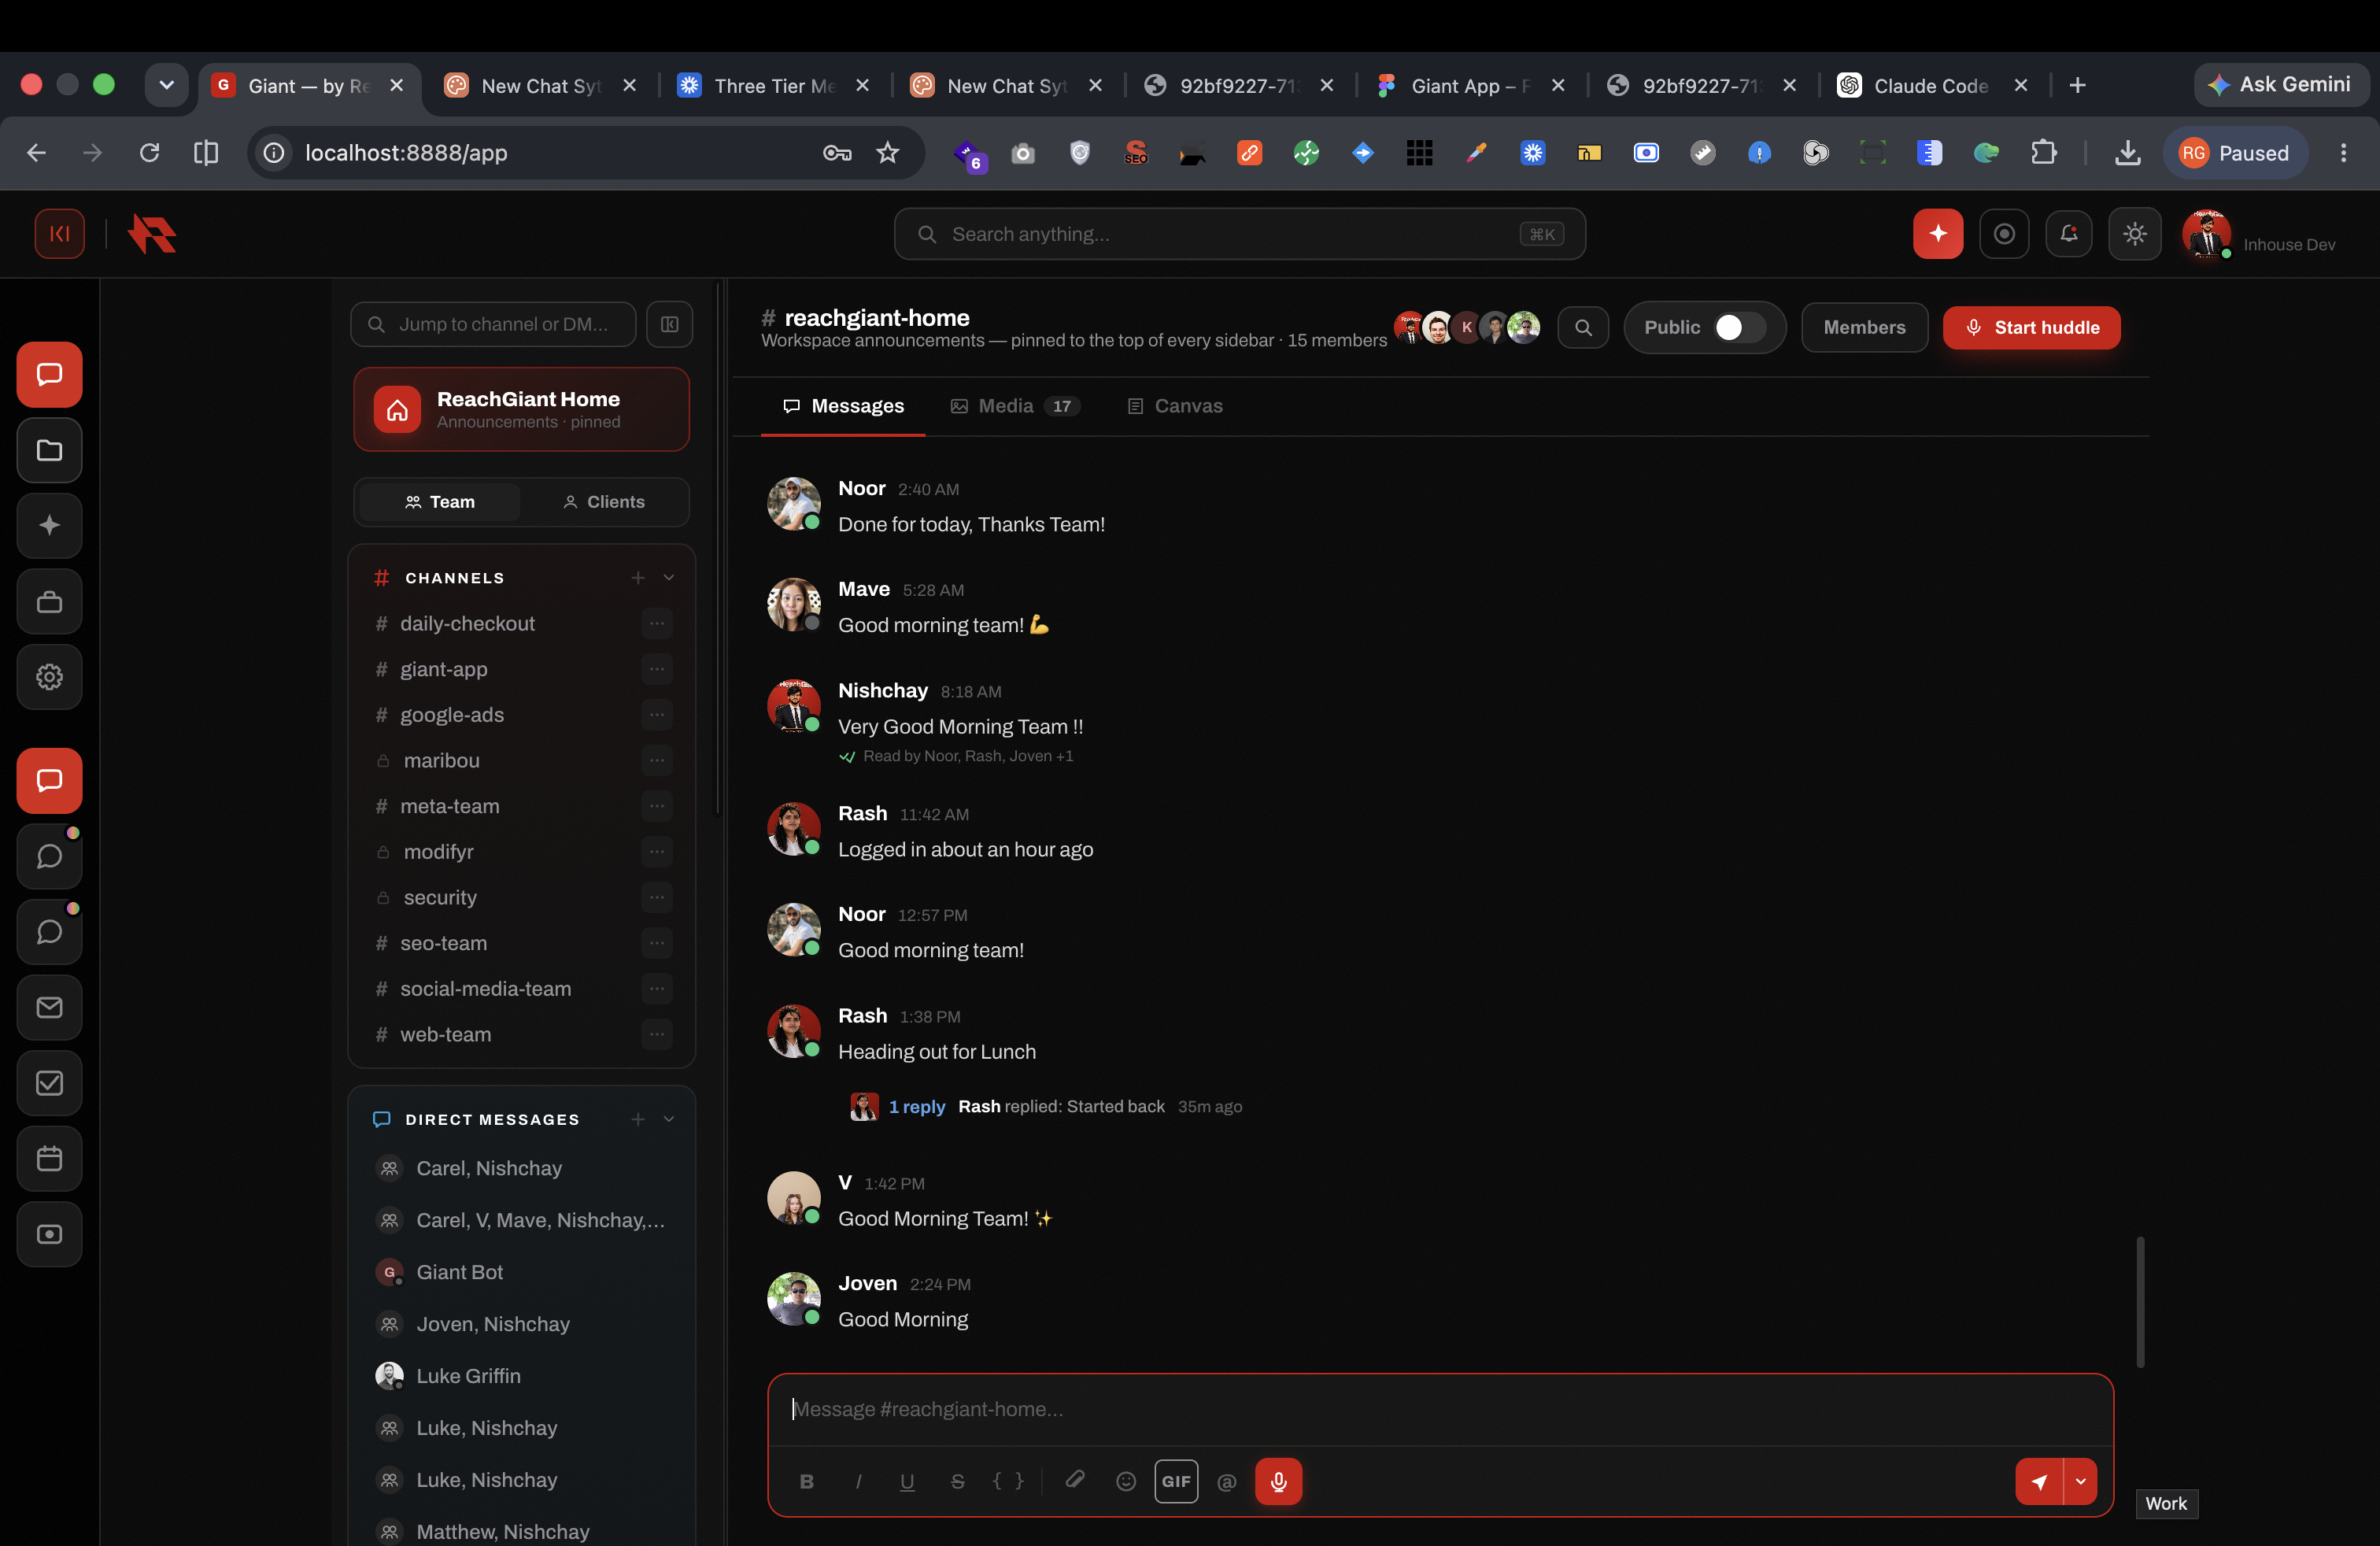 G Giant — by Re
New Chat Syt
Three Tier Me
New Chat Syt
92bf9227-71
Giant App – F
92bf9227-71
Claude Code
Ask Gemini
localhost:8888/app
6
SEO
RG Paused
Search anything... ⌘K
Inhouse Dev
Jump to channel or DM...
ReachGiant Home
Announcements · pinned
Team Clients
# CHANNELS
# daily-checkout
# giant-app
# google-ads
maribou
# meta-team
modifyr
security
# seo-team
# social-media-team
# web-team
DIRECT MESSAGES
Carel, Nishchay
Carel, V, Mave, Nishchay,...
G Giant Bot
Joven, Nishchay
Luke Griffin
Luke, Nishchay
Luke, Nishchay
Matthew, Nishchay
# reachgiant-home
Workspace announcements — pinned to the top of every sidebar · 15 members
K
Public
Members
Start huddle
Messages
Media 17
Canvas
Noor 2:40 AM
Done for today, Thanks Team!
Mave 5:28 AM
Good morning team! 💪
Nishchay 8:18 AM
Very Good Morning Team !!
Read by Noor, Rash, Joven +1
Rash 11:42 AM
Logged in about an hour ago
Noor 12:57 PM
Good morning team!
Rash 1:38 PM
Heading out for Lunch
1 reply Rash replied: Started back 35m ago
V 1:42 PM
Good Morning Team! ✨
Joven 2:24 PM
Good Morning
Message #reachgiant-home...
B I U S { } GIF @
Work